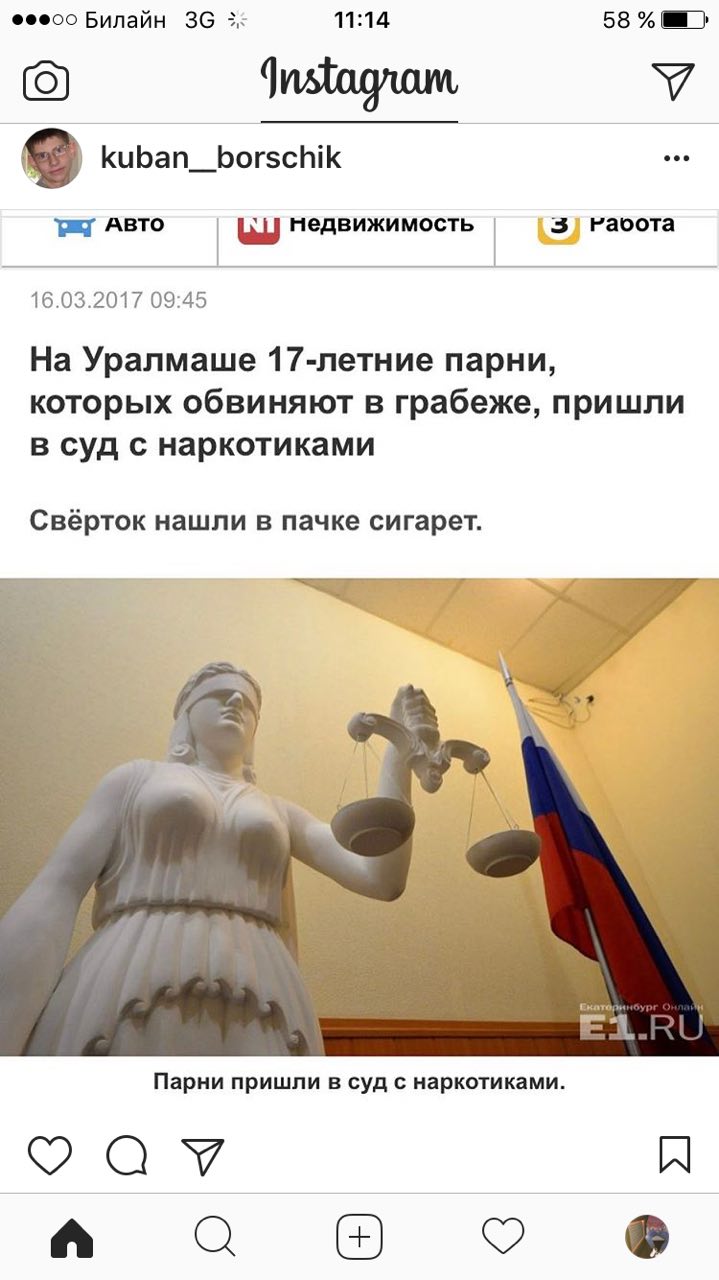 ●●●○○ Билайн 3G 11:14 58 %
Instagram
kuban__borschik
Авто N1 Недвижимость З Работа
16.03.2017 09:45
На Уралмаше 17-летние парни,
которых обвиняют в грабеже, пришли
в суд с наркотиками
Свёрток нашли в пачке сигарет.
Екатеринбург Онлайн
E1.RU
Парни пришли в суд с наркотиками.